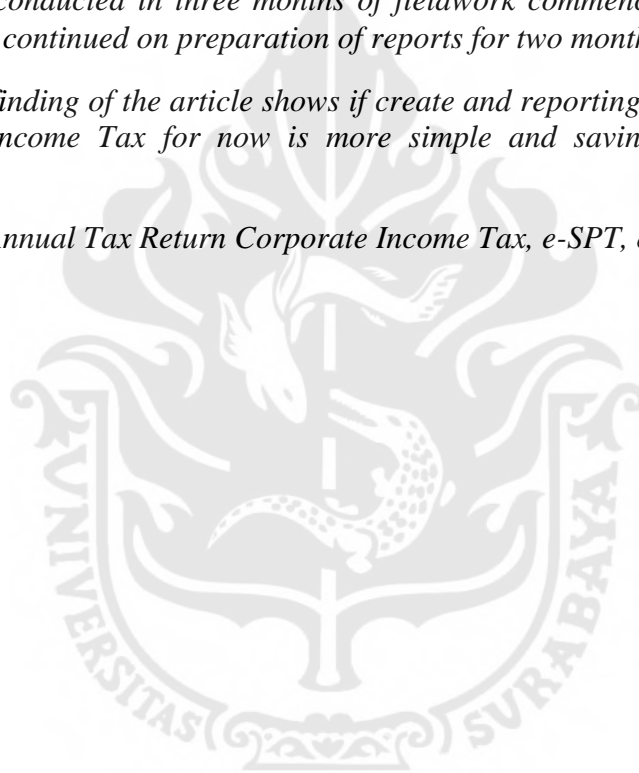 conducted in three months of fieldwork commenc
continued on preparation of reports for two month
finding of the article shows if create and reporting
ncome Tax for now is more simple and savin
nnual Tax Return Corporate Income Tax, e-SPT, e
UNIVERSITAS SURABAYA